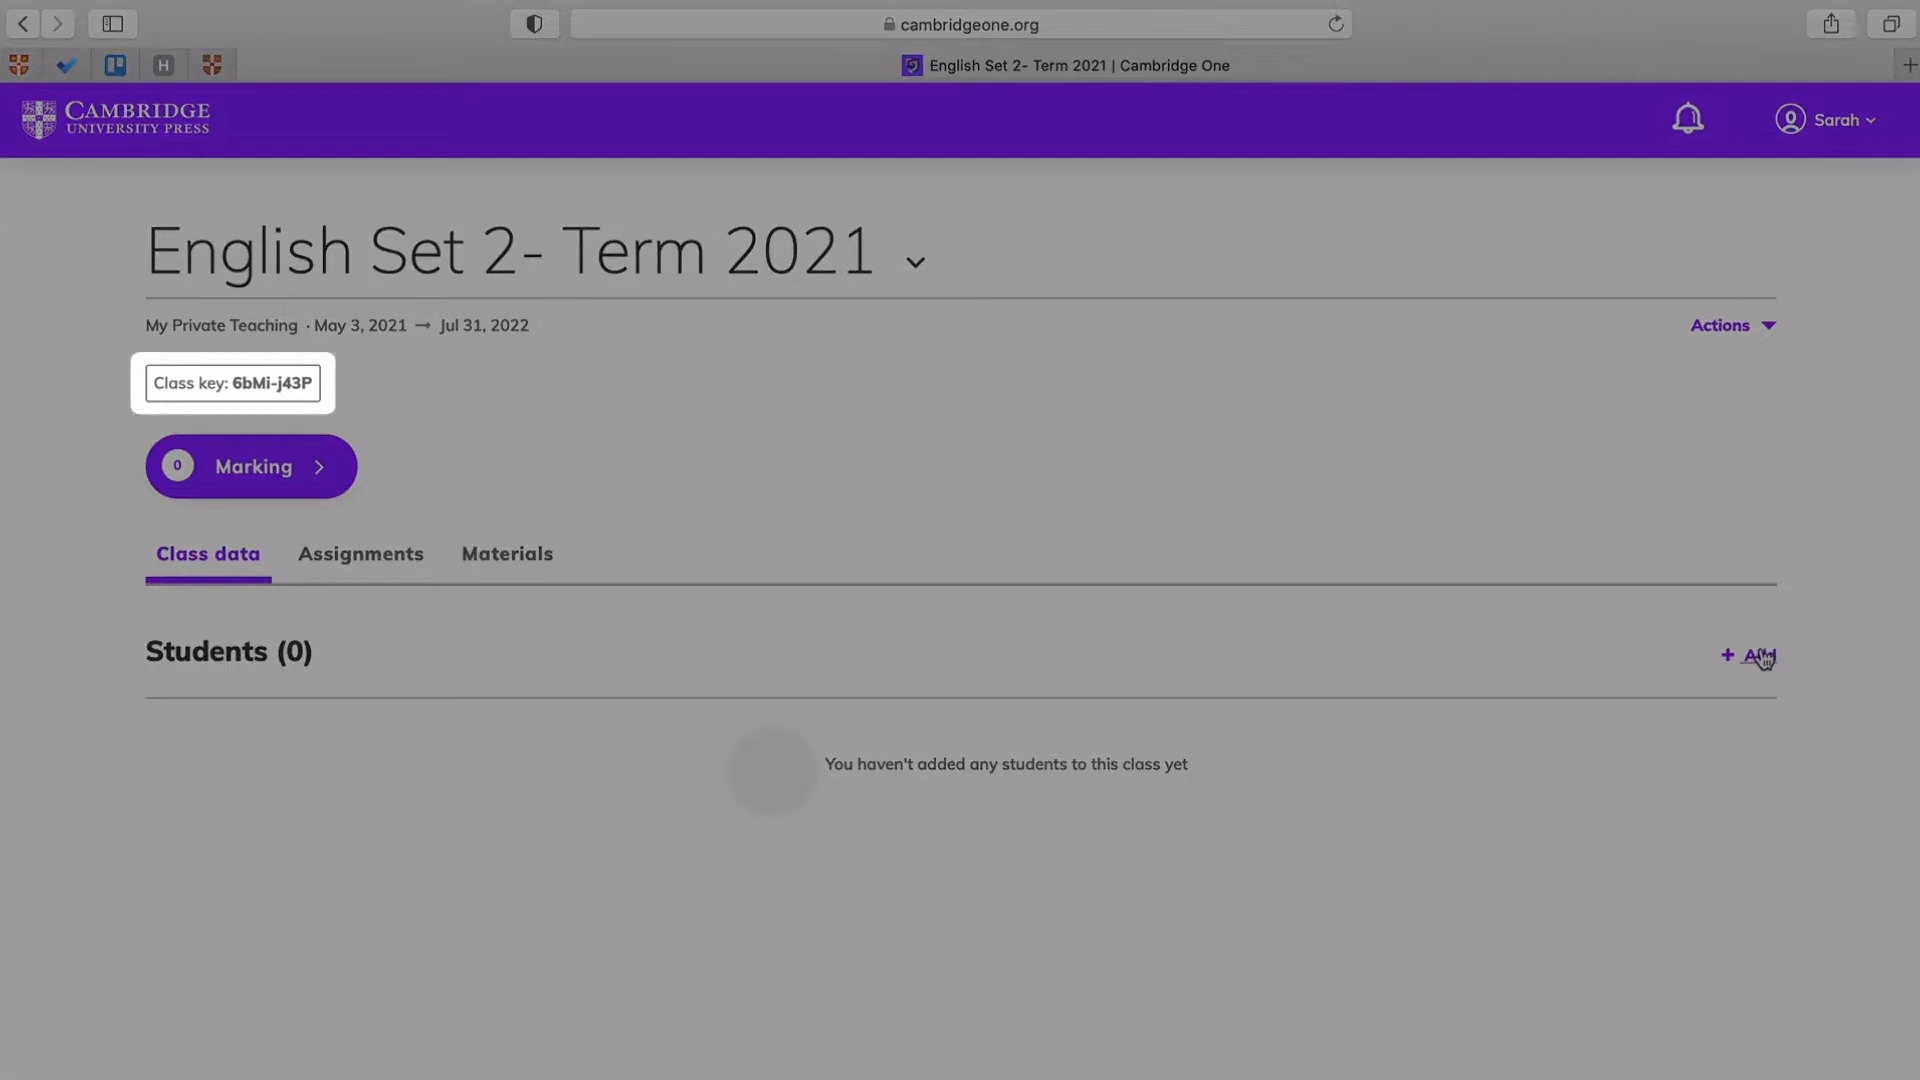 cambridgeone.org
H
English Set 2- Term 2021 | Cambridge One
CAMBRIDGE
UNIVERSITY PRESS
Sarah
English Set 2- Term 2021
My Private Teaching · May 3, 2021 → Jul 31, 2022
Actions
Class key: 6bMi-j43P
0 Marking
Class data Assignments Materials
Students (0)
+
You haven't added any students to this class yet